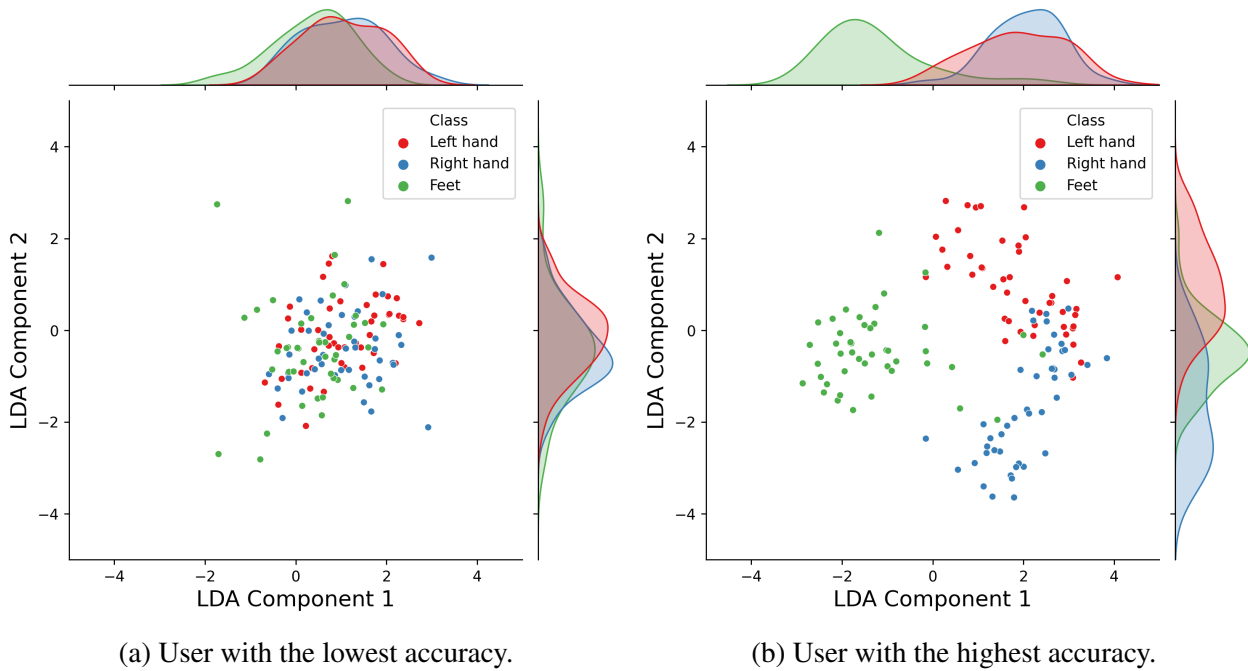 Class
Left hand
Right hand
Feet
4
2
0
−2
−4
LDA Component 2
−4
−2
0
2
4
LDA Component 1
(a) User with the lowest accuracy.
Class
Left hand
Right hand
Feet
4
2
0
−2
−4
LDA Component 2
−4
−2
0
2
4
LDA Component 1
(b) User with the highest accuracy.